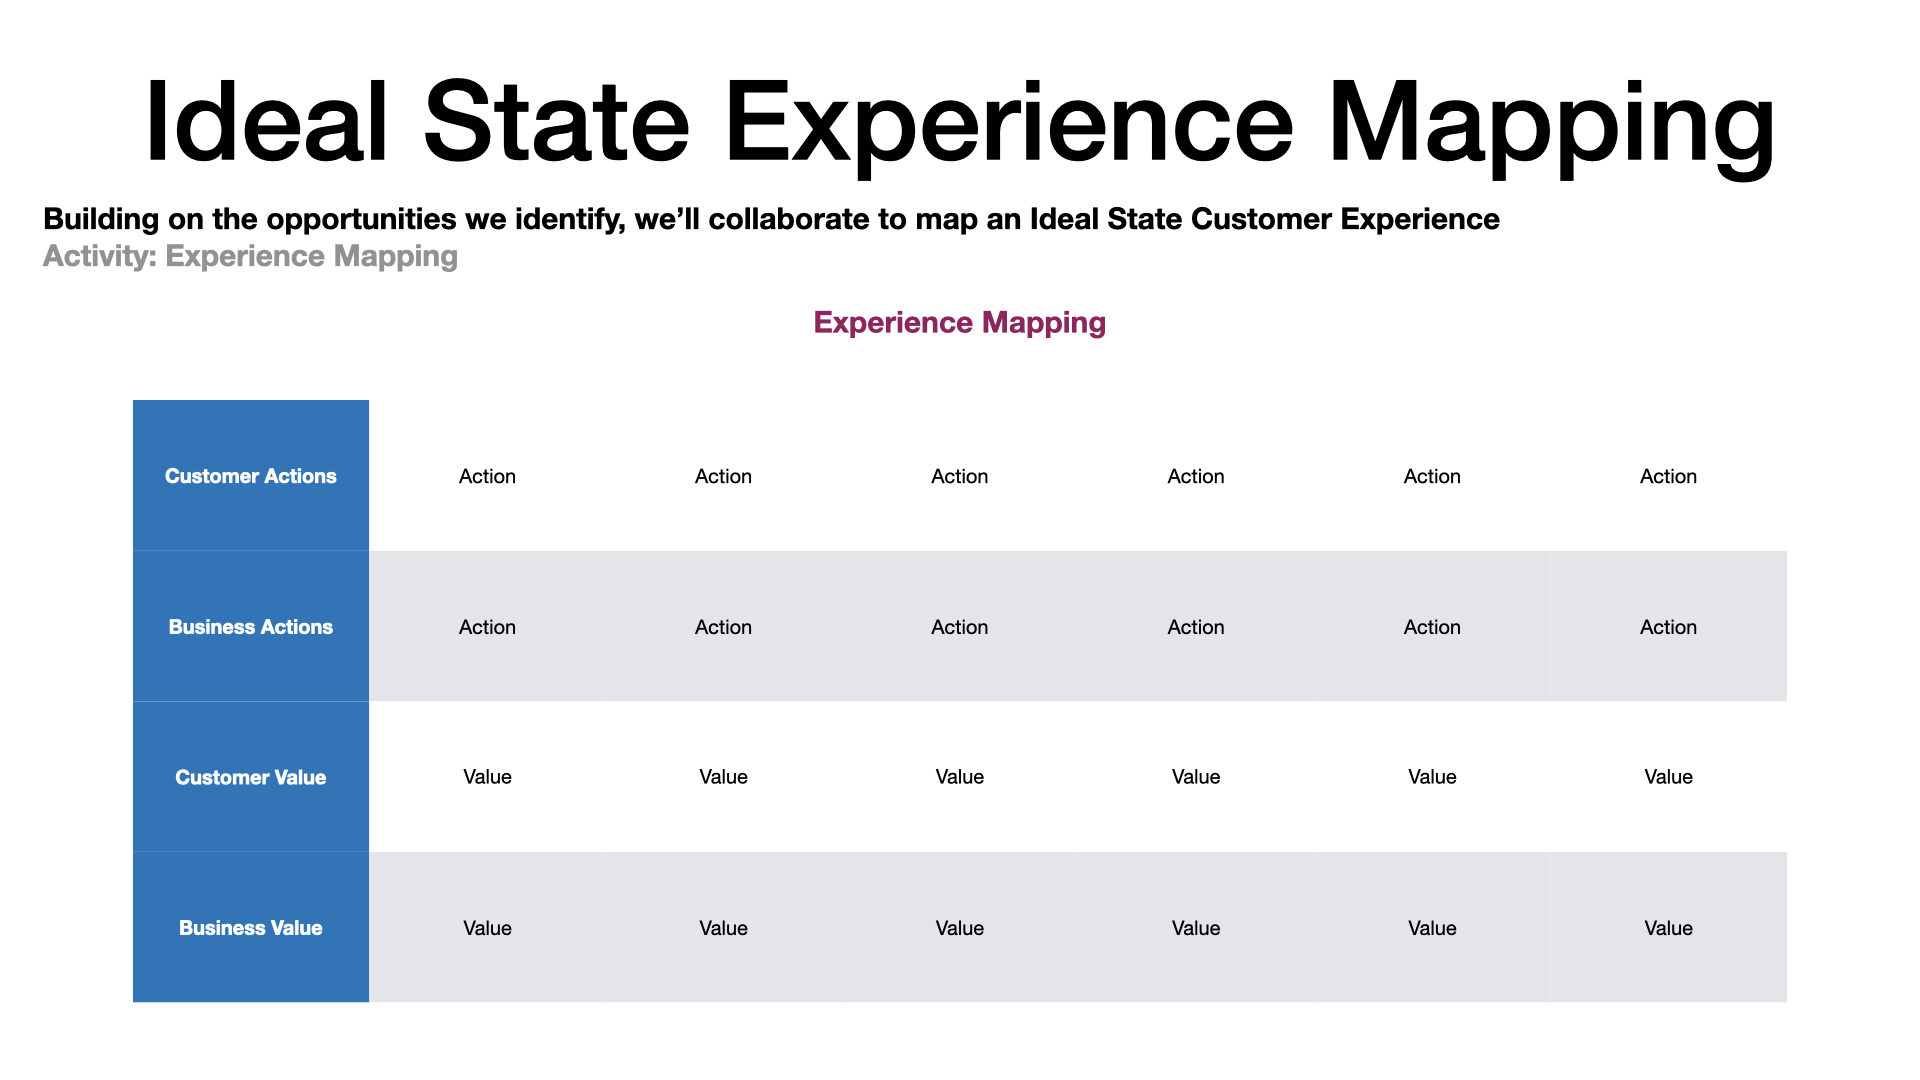 Ideal State Experience Mapping
Building on the opportunities we identify, we’ll collaborate to map an Ideal State Customer Experience
Activity: Experience Mapping
Experience Mapping
Customer Actions Action Action Action Action Action Action
Business Actions Action Action Action Action Action Action
Customer Value Value Value Value Value Value Value
Business Value Value Value Value Value Value Value